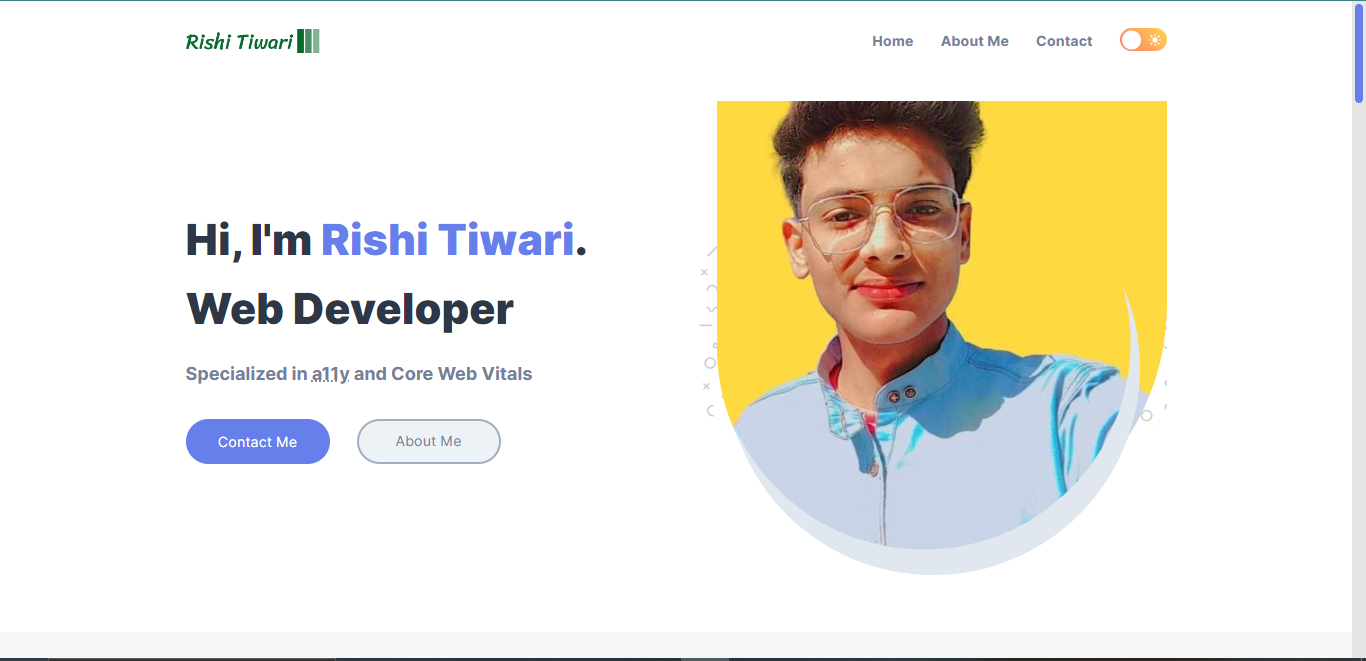 Rishi Tiwari
Home About Me Contact
Hi, I'm Rishi Tiwari.
Web Developer
Specialized in a11y and Core Web Vitals
Contact Me About Me